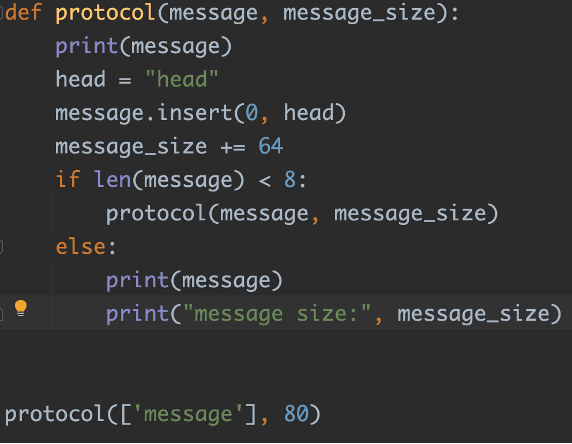 def protocol(message, message_size):
    print(message)
    head = "head"
    message.insert(0, head)
    message_size += 64
    if len(message) < 8:
        protocol(message, message_size)
    else:
        print(message)
        print("message size:", message_size)
protocol(['message'], 80)